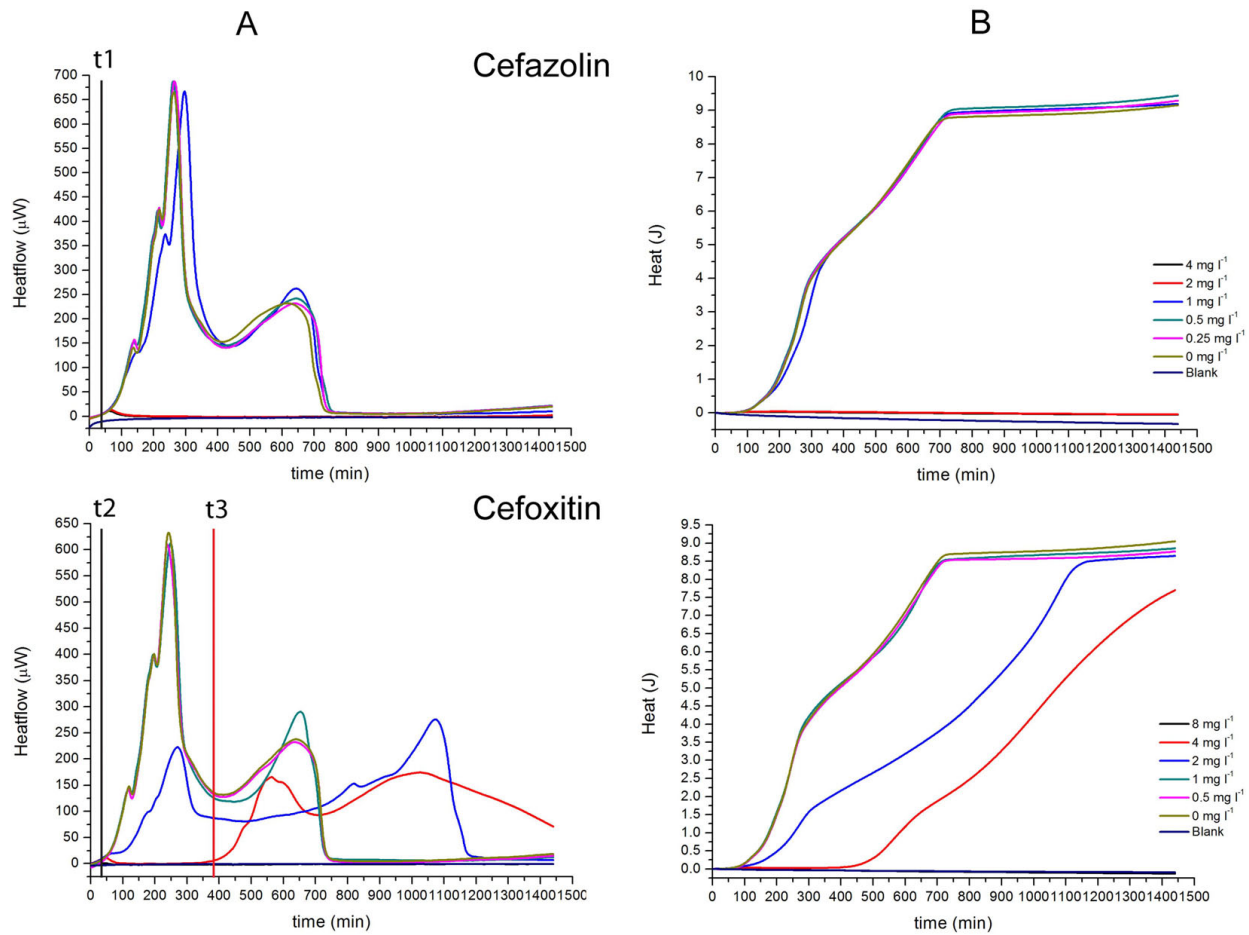 A
B
t1
Cefazolin
Heatflow (μW)
700
650
600
550
500
450
400
350
300
250
200
150
100
50
0
0 100 200 300 400 500 600 700 800 900 1000 1100 1200 1300 1400 1500
time (min)
Heat (J)
10
9
8
7
6
5
4
3
2
1
0
0 100 200 300 400 500 600 700 800 900 1000 1100 1200 1300 1400 1500
time (min)
4 mg l⁻¹
2 mg l⁻¹
1 mg l⁻¹
0.5 mg l⁻¹
0.25 mg l⁻¹
0 mg l⁻¹
Blank
t2
t3
Cefoxitin
Heatflow (μW)
650
600
550
500
450
400
350
300
250
200
150
100
50
0
0 100 200 300 400 500 600 700 800 900 1000 1100 1200 1300 1400 1500
time (min)
Heat (J)
9.5
9.0
8.5
8.0
7.5
7.0
6.5
6.0
5.5
5.0
4.5
4.0
3.5
3.0
2.5
2.0
1.5
1.0
0.5
0.0
0 100 200 300 400 500 600 700 800 900 1000 1100 1200 1300 1400 1500
time (min)
8 mg l⁻¹
4 mg l⁻¹
2 mg l⁻¹
1 mg l⁻¹
0.5 mg l⁻¹
0 mg l⁻¹
Blank